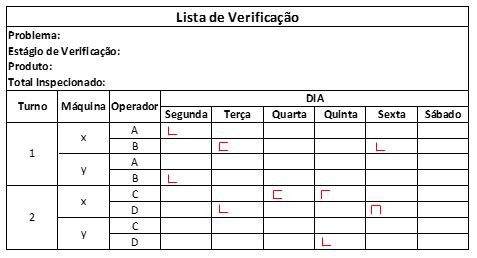 Lista de Verificação
Problema:
Estágio de Verificação:
Produto:
Total Inspecionado:
Turno Máquina Operador DIA
Segunda Terça Quarta Quinta Sexta Sábado
1 x A
B
y A
B
2 x C
D
y C
D